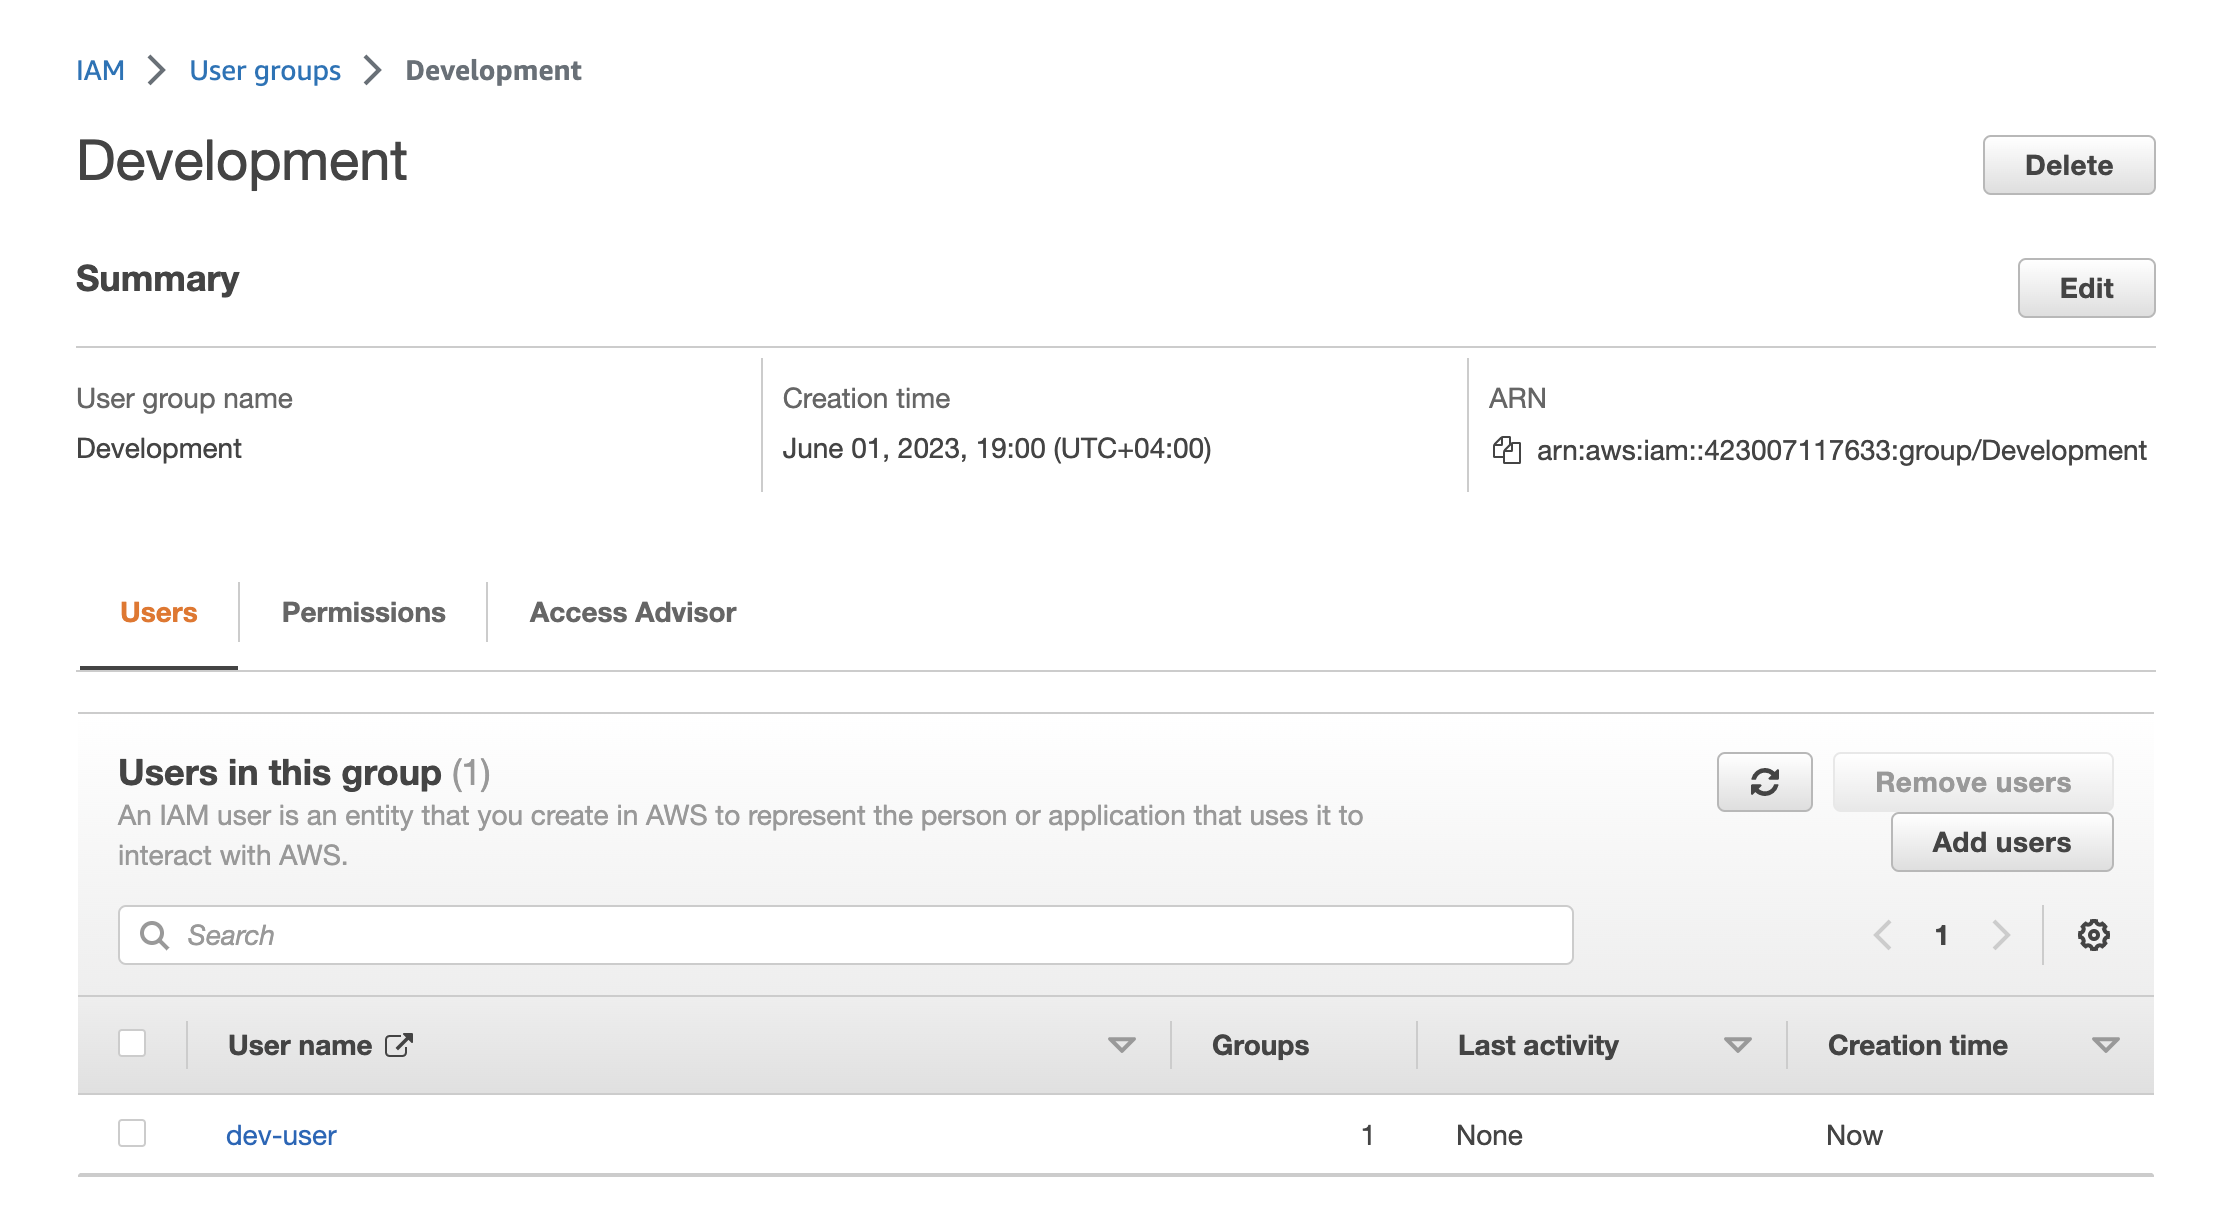 IAM > User groups > Development
Development
Delete
Summary
Edit
User group name
Creation time
ARN
Development
June 01, 2023, 19:00 (UTC+04:00)
arn:aws:iam::423007117633:group/Development
Users
Permissions
Access Advisor
Users in this group (1)
An IAM user is an entity that you create in AWS to represent the person or application that uses it to
interact with AWS.
Remove users
Add users
Search
1
User name
Groups
Last activity
Creation time
dev-user
1
None
Now